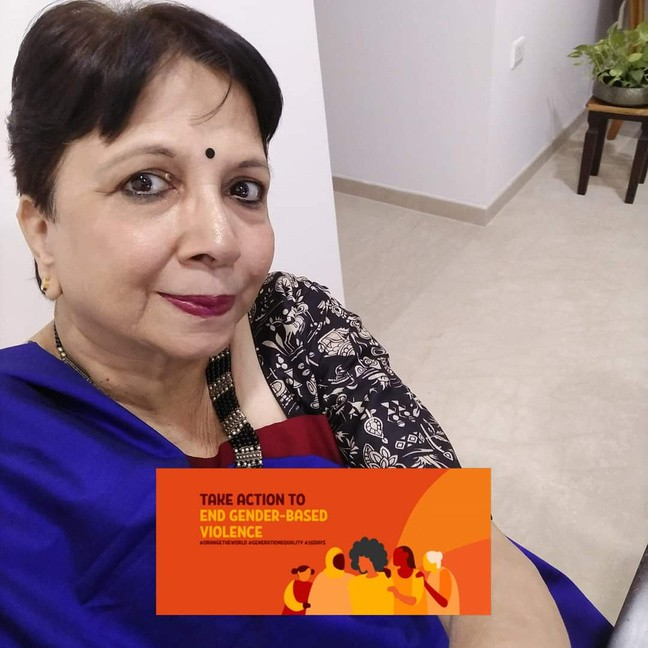 TAKE ACTION TO
END GENDER-BASED
VIOLENCE
#ORANGETHEWORLD #GENERATIONEQUALITY #16DAYS